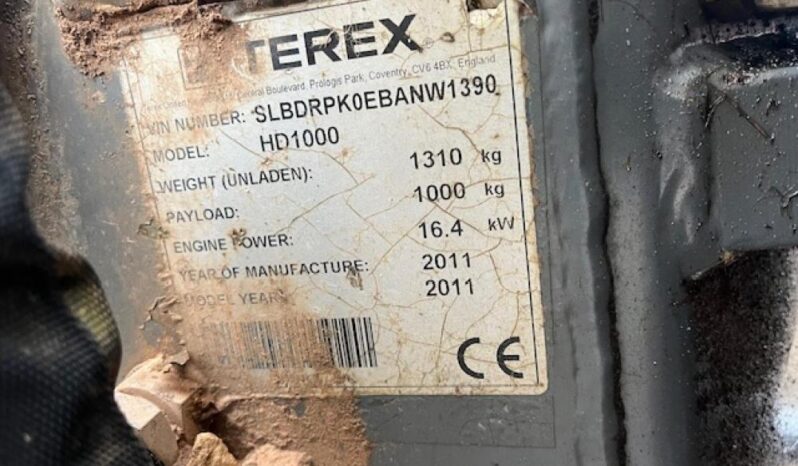 TEREX
Boulevard, Prologis Park, Coventry, CV6 4BX, England
VIN NUMBER: SLBDRPK0EBANW1390
MODEL: HD1000
WEIGHT (UNLADEN): 1310 kg
PAYLOAD: 1000 kg
ENGINE POWER: 16.4 kW
YEAR OF MANUFACTURE: 2011
MODEL YEAR: 2011
CE